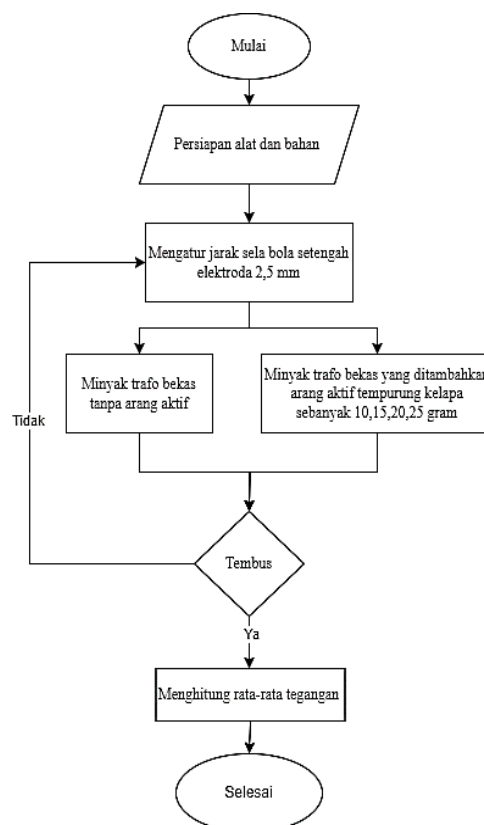 Mulai
Persiapan alat dan bahan
Mengatur jarak sela bola setengah
elektroda 2,5 mm
Minyak trafo bekas
tanpa arang aktif
Minyak trafo bekas yang ditambahkan
arang aktif tempurung kelapa
sebanyak 10,15,20,25 gram
Tidak
Tembus
Ya
Menghitung rata-rata tegangan
Selesai